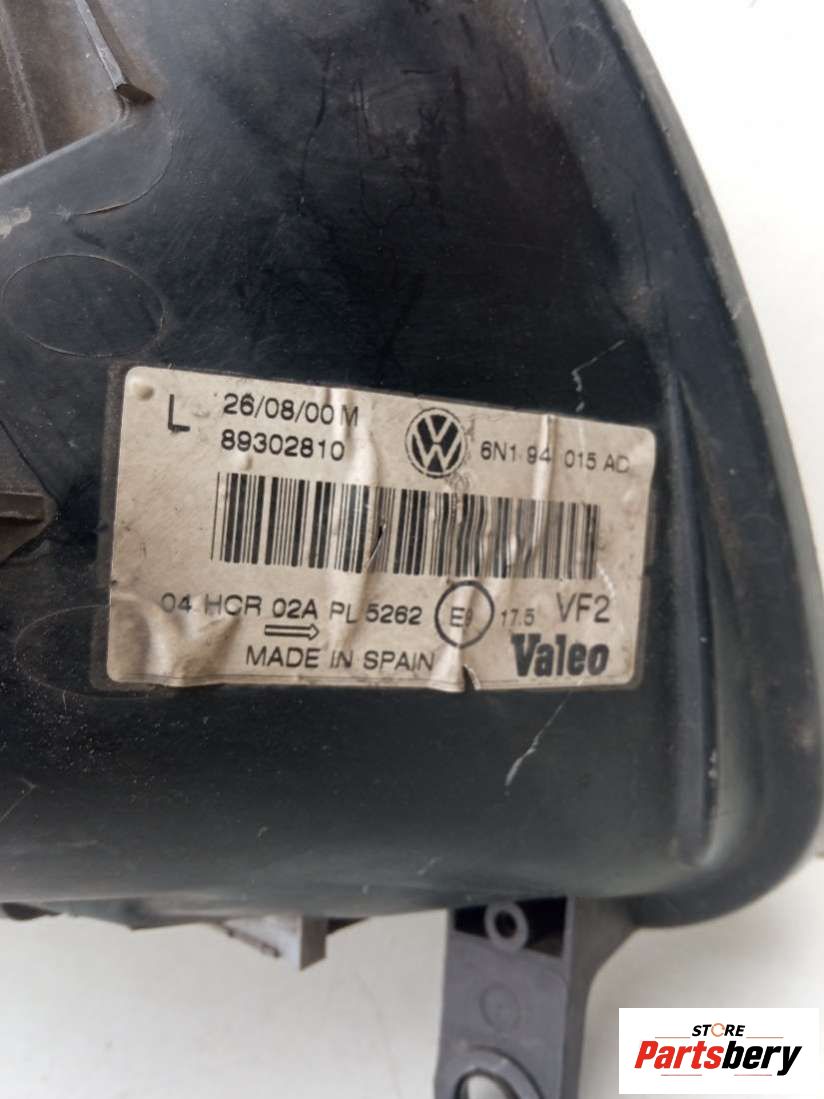 L 26/08/00 M
89302810
6N1 94 015 AD
04 HCR 02A PL 5262 E9 17.5 VF2
MADE IN SPAIN Valeo
STORE
Partsbery